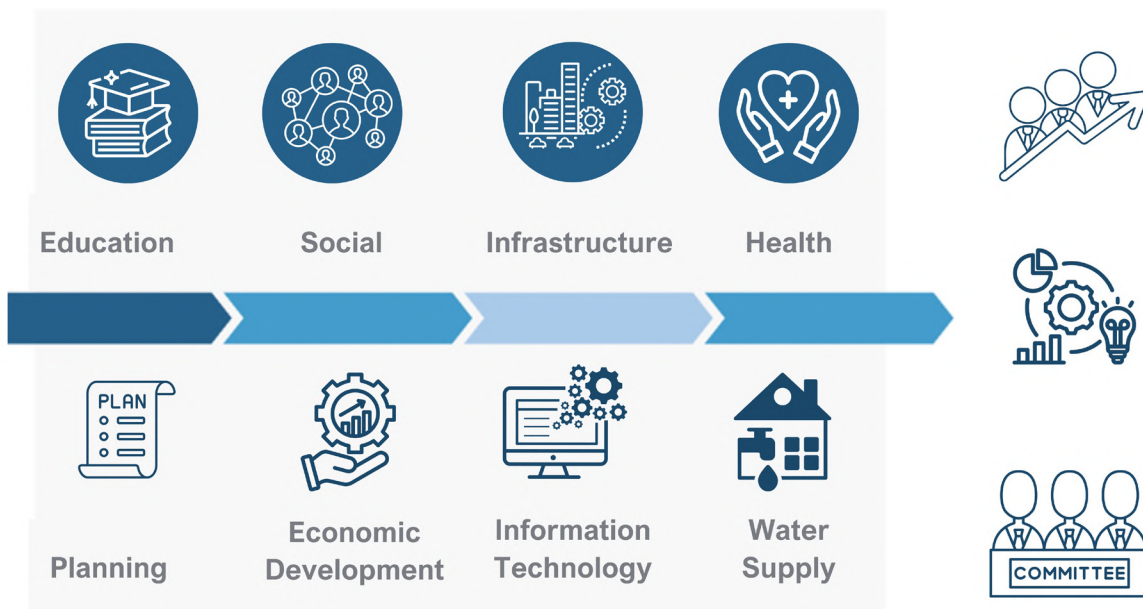 Education
Social
Infrastructure
Health
PLAN
Economic
Development
Information
Technology
Water
Supply
Planning
COMMITTEE